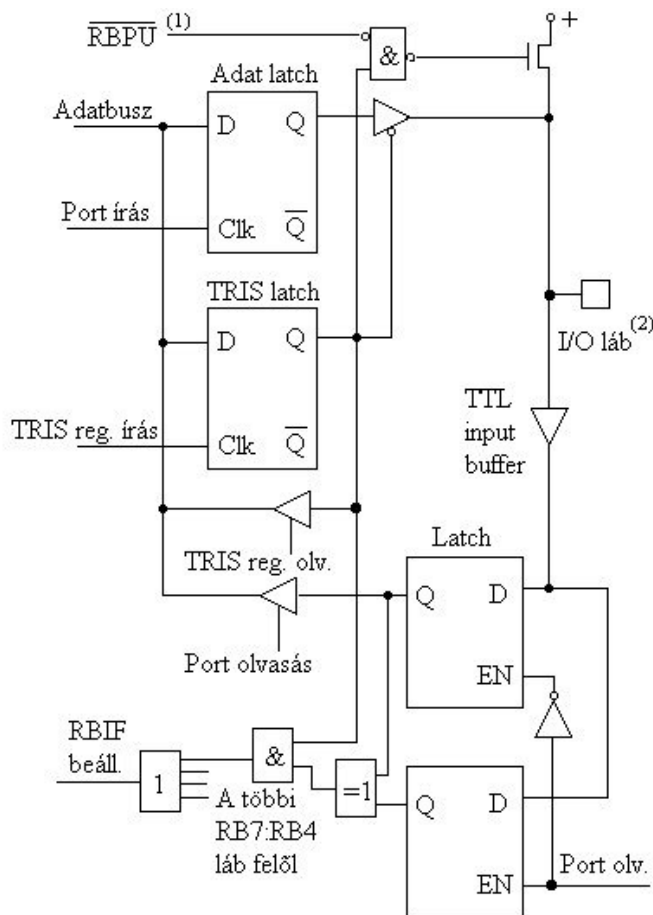 RBPU (1)
+
&
Adat latch
Adatbusz
D
Q
Port írás
Clk
Q
TRIS latch
D
Q
I/O láb (2)
TRIS reg. írás
Clk
Q
TTL
input
buffer
TRIS reg. olv.
Latch
Q
D
Port olvasás
EN
RBIF
beáll.
1
&
=1
A többi
RB7:RB4
láb felől
Q
D
EN
Port olv.